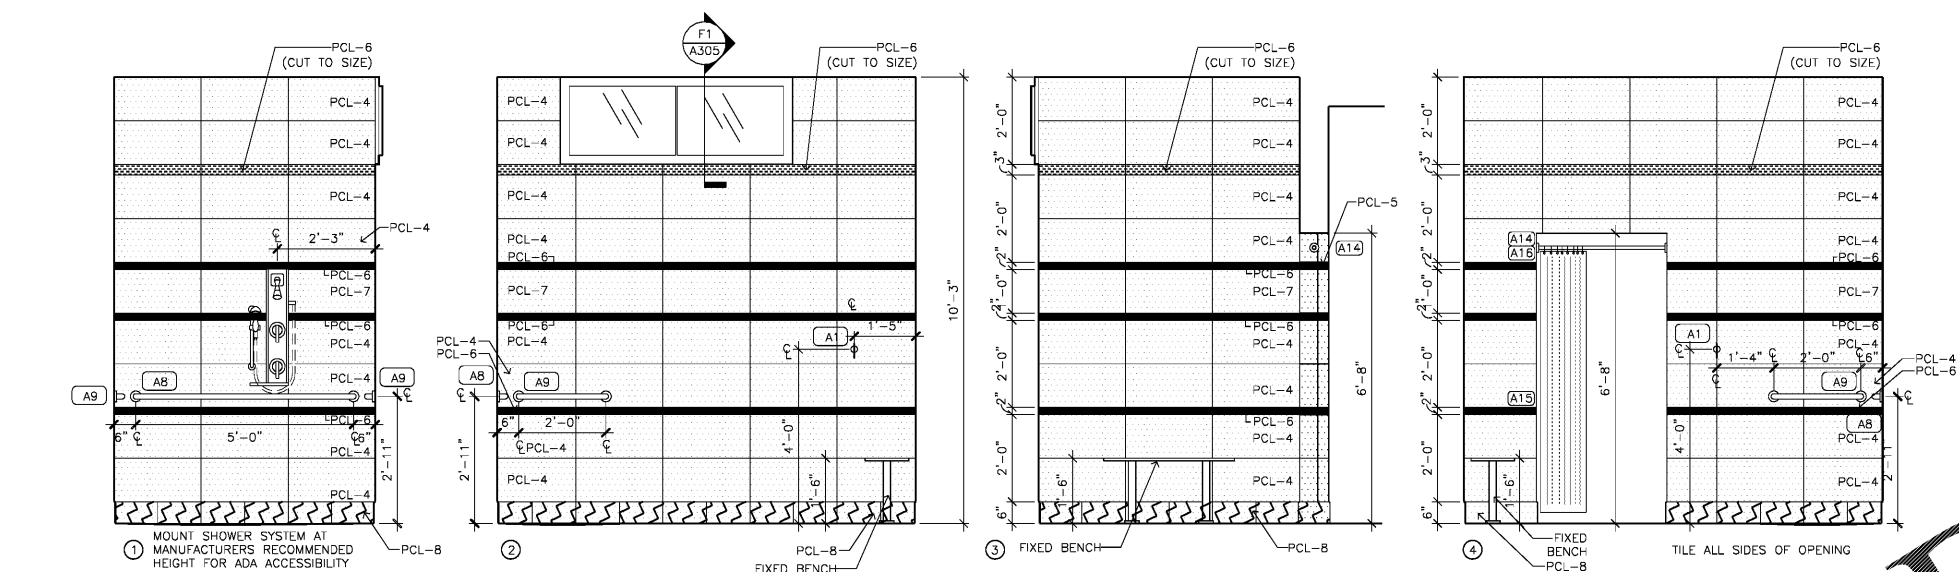 F1
A305
PCL-6
(CUT TO SIZE)
PCL-4
PCL-4
PCL-4
2'-3"
PCL-4
PCL-6
PCL-7
PCL-6
PCL-4
PCL-4
A9
A8
A9
PCL-6
6"
5'-0"
6"
PCL-4
2'-11"
PCL-4
1
MOUNT SHOWER SYSTEM AT
MANUFACTURERS RECOMMENDED
HEIGHT FOR ADA ACCESSIBILITY
PCL-8
PCL-6
(CUT TO SIZE)
PCL-4
PCL-4
PCL-4
PCL-4
PCL-6
PCL-7
PCL-6
PCL-4
PCL-4
PCL-6
A8
A9
A1
1'-5"
10'-3"
6"
2'-0"
PCL-4
2'-11"
4'-0"
1'-6"
PCL-4
2
PCL-8
FIXED BENCH
PCL-6
(CUT TO SIZE)
2'-0"
PCL-4
PCL-4
3"
2'-0"
PCL-4
PCL-5
PCL-4
A14
2"
PCL-6
2'-0"
PCL-7
2"
PCL-6
PCL-4
2'-0"
PCL-4
6'-8"
2"
PCL-6
PCL-4
2'-0"
PCL-4
1'-6"
6"
3
FIXED BENCH
PCL-8
PCL-6
(CUT TO SIZE)
2'-0"
PCL-4
PCL-4
3"
2'-0"
PCL-4
PCL-4
A14
A16
2"
PCL-6
2'-0"
PCL-7
2"
PCL-6
A1
PCL-4
1'-4"
2'-0"
6"
PCL-4
PCL-6
2'-0"
6'-8"
A9
A15
2"
A8
PCL-4
4'-0"
2'-0"
2'-11
PCL-4
1'-6"
6"
4
FIXED
BENCH
PCL-8
TILE ALL SIDES OF OPENING